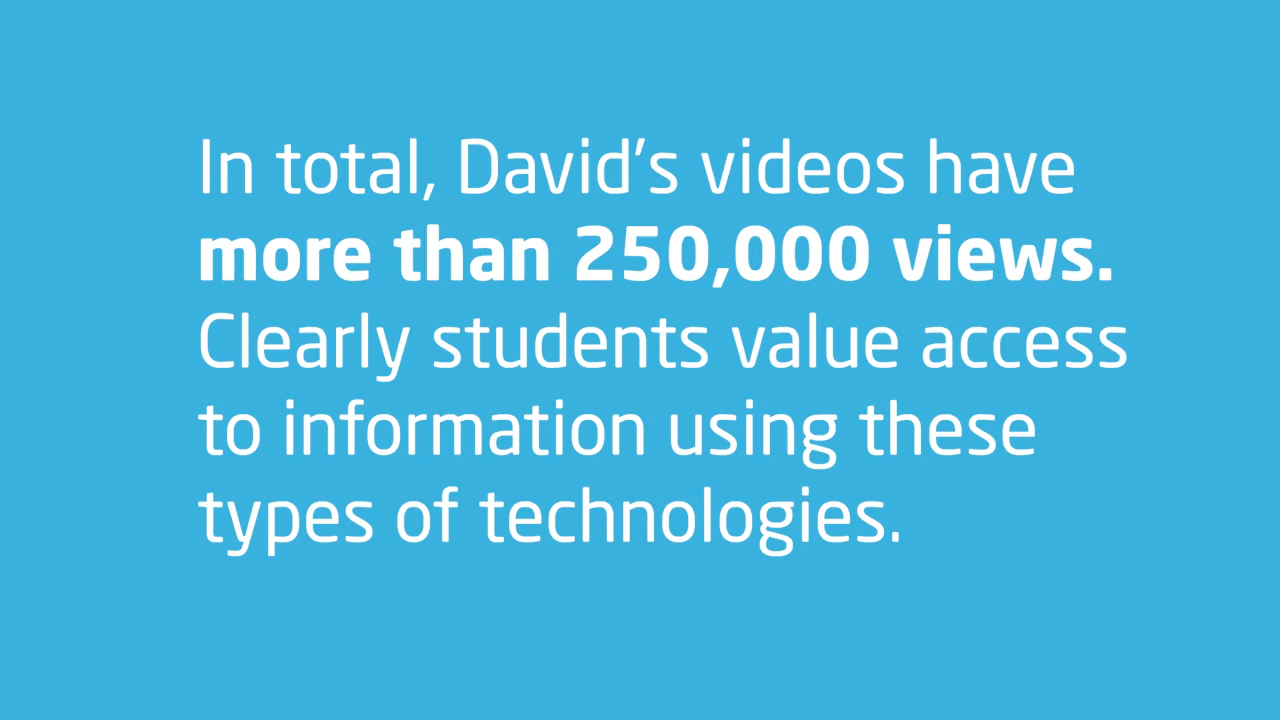 In total, David’s videos have
more than 250,000 views.
Clearly students value access
to information using these
types of technologies.